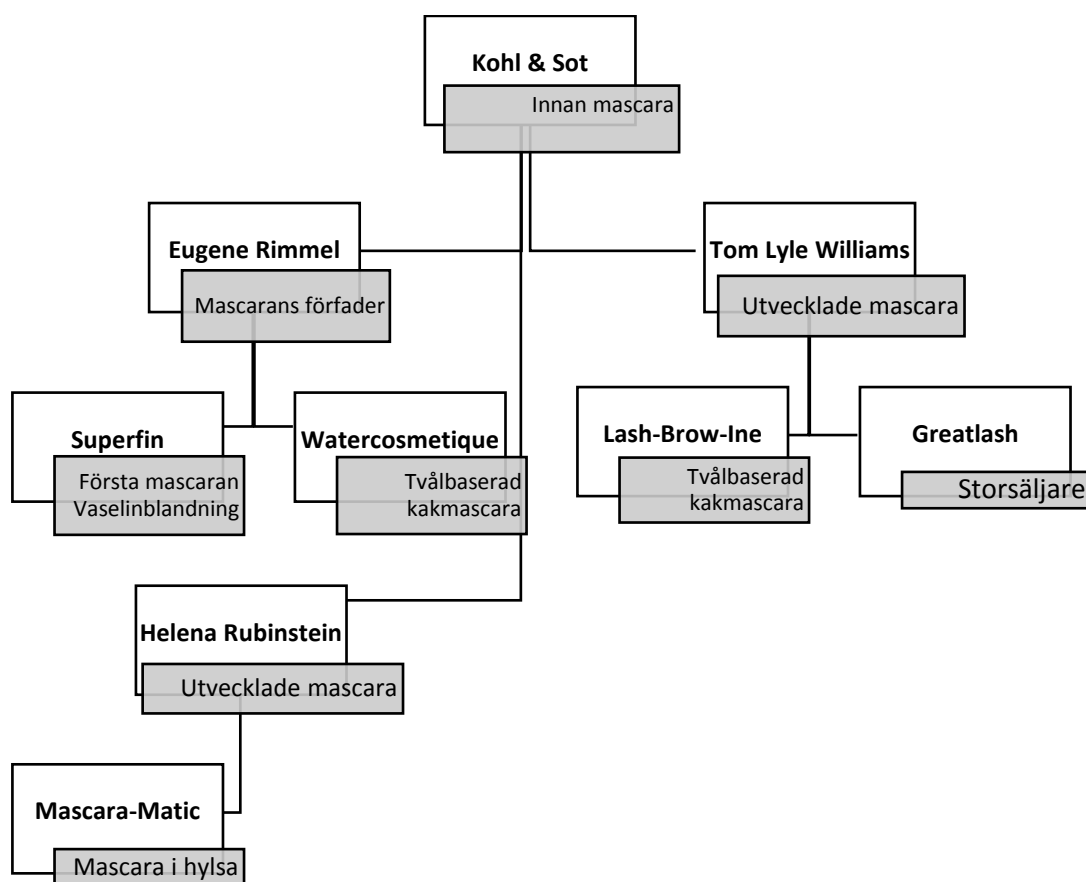 Kohl & Sot
Innan mascara
Eugene Rimmel
Mascarans förfader
Tom Lyle Williams
Utvecklade mascara
Superfin
Första mascaran
Vaselinblandning
Watercosmetique
Tvålbaserad
kakmascara
Lash-Brow-Ine
Tvålbaserad
kakmascara
Greatlash
Storsäljare
Helena Rubinstein
Utvecklade mascara
Mascara-Matic
Mascara i hylsa